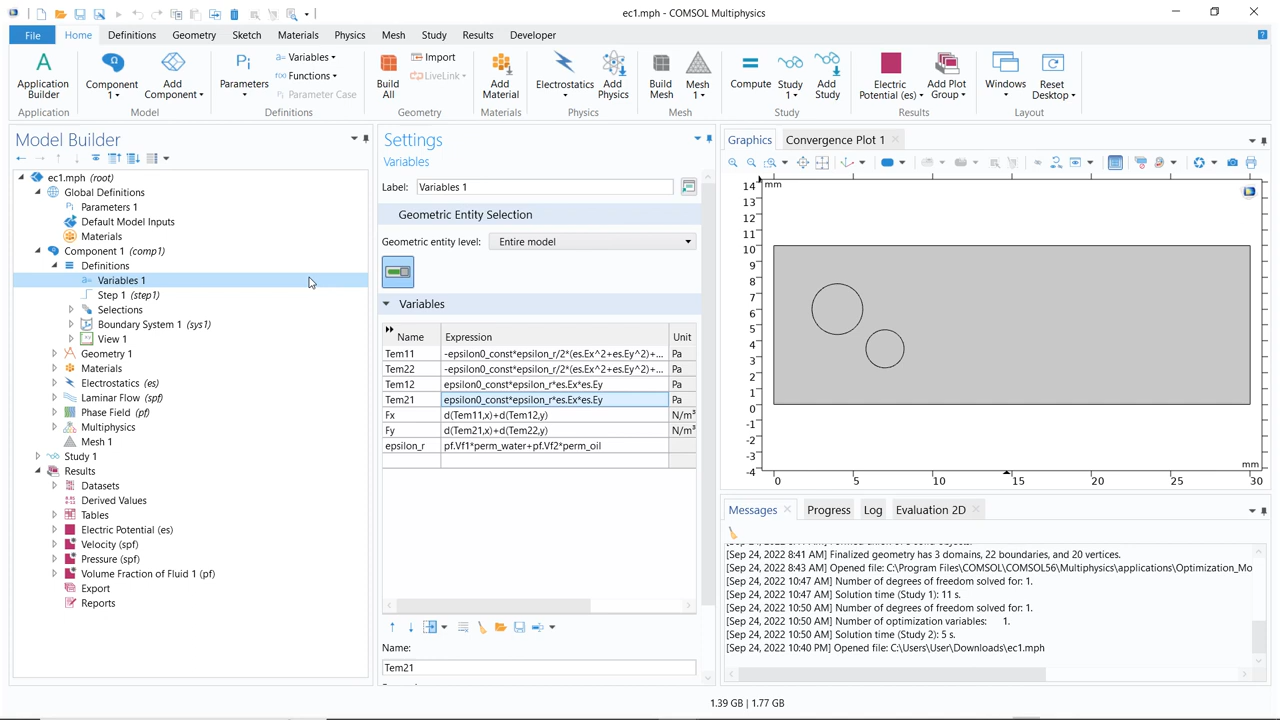 ec1.mph - COMSOL Multiphysics
File Home Definitions Geometry Sketch Materials Physics Mesh Study Results Developer
Application Builder
Application
Component 1
Add Component
Model
Pi
Parameters
a= Variables
f(x) Functions
Parameter Case
Definitions
Build All
Import
LiveLink
Geometry
Add Material
Materials
Electrostatics
Add Physics
Physics
Build Mesh
Mesh 1
Mesh
Compute
Study 1
Add Study
Study
Electric Potential (es)
Add Plot Group
Results
Windows
Reset Desktop
Layout
Model Builder
ec1.mph (root)
Global Definitions
Pi Parameters 1
Default Model Inputs
Materials
Component 1 (comp1)
Definitions
a= Variables 1
Step 1 (step1)
Selections
Boundary System 1 (sys1)
View 1
Geometry 1
Materials
Electrostatics (es)
Laminar Flow (spf)
Phase Field (pf)
Multiphysics
Mesh 1
Study 1
Results
Datasets
Derived Values
Tables
Electric Potential (es)
Velocity (spf)
Pressure (spf)
Volume Fraction of Fluid 1 (pf)
Export
Reports
Settings
Variables
Label: Variables 1
Geometric Entity Selection
Geometric entity level: Entire model
Variables
Name Expression Unit
Tem11 -epsilon0_const*epsilon_r/2*(es.Ex^2+es.Ey^2)+... Pa
Tem22 -epsilon0_const*epsilon_r/2*(es.Ex^2+es.Ey^2)+... Pa
Tem12 epsilon0_const*epsilon_r*es.Ex*es.Ey Pa
Tem21 epsilon0_const*epsilon_r*es.Ex*es.Ey Pa
Fx d(Tem11,x)+d(Tem12,y) N/m³
Fy d(Tem21,x)+d(Tem22,y) N/m³
epsilon_r pf.Vf1*perm_water+pf.Vf2*perm_oil
Name:
Tem21
Graphics Convergence Plot 1
mm
14
13
12
11
10
9
8
7
6
5
4
3
2
1
0
-1
-2
-3
-4
mm
0 5 10 15 20 25 30
Messages Progress Log Evaluation 2D
[Sep 24, 2022 8:41 AM] Finalized geometry has 3 domains, 22 boundaries, and 20 vertices.
[Sep 24, 2022 8:43 AM] Opened file: C:\Program Files\COMSOL\COMSOL56\Multiphysics\applications\Optimization_Mo
[Sep 24, 2022 10:47 AM] Number of degrees of freedom solved for: 1.
[Sep 24, 2022 10:47 AM] Solution time (Study 1): 11 s.
[Sep 24, 2022 10:50 AM] Number of degrees of freedom solved for: 1.
[Sep 24, 2022 10:50 AM] Number of optimization variables: 1.
[Sep 24, 2022 10:50 AM] Solution time (Study 2): 5 s.
[Sep 24, 2022 10:40 PM] Opened file: C:\Users\User\Downloads\ec1.mph
1.39 GB | 1.77 GB